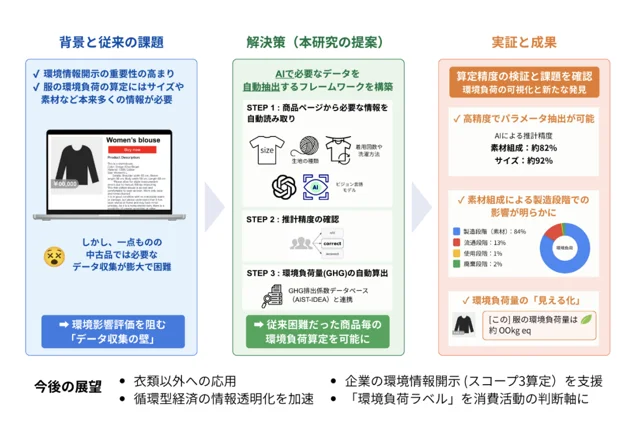 背景と従来の課題
✓ 環境情報開示の重要性の高まり
✓ 服の環境負荷の算定にはサイズや
素材など本来多くの情報が必要
Women's blouse
Buy now
Product Description
しかし、一点ものの
中古品では必要な
データ収集が膨大で困難
➡ 環境影響評価を阻む
「データ収集の壁」
解決策（本研究の提案）
AIで必要なデータを
自動抽出するフレームワークを構築
STEP 1 : 商品ページから必要な情報を
自動読み取り
size
生地の種類
着用回数や
洗濯方法
AI
ビジョン言語
モデル
STEP 2 : 推計精度の確認
correct
STEP 3 : 環境負荷量(GHG)の自動算出
GHG排出係数データベース
（AIST-IDEA）と連携
➡ 従来困難だった商品毎の
環境負荷算定を可能に
実証と成果
算定精度の検証と課題を確認
環境負荷の可視化と新たな発見
✓ 高精度でパラメータ抽出が可能
AIによる推計精度
素材組成：約82%
サイズ：約92%
✓ 素材組成による製造段階での
影響が明らかに
製造段階（素材）: 84%
流通段階：13%
使用段階：1%
廃棄段階：2%
環境負荷
✓ 環境負荷量の「見える化」
[この] 服の環境負荷量は
約 〇〇kg eq
今後の展望
● 衣類以外への応用
● 循環型経済の情報透明化を加速
● 企業の環境情報開示 (スコープ3算定）を支援
● 「環境負荷ラベル」を消費活動の判断軸に